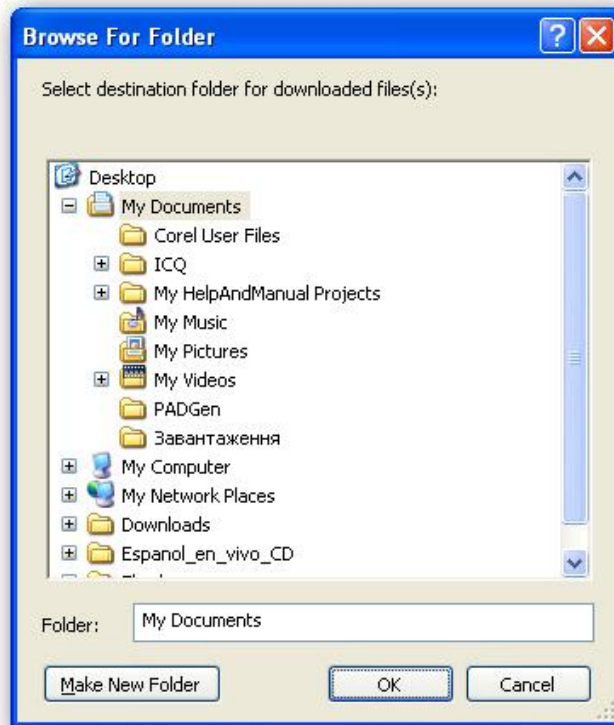 Browse For Folder
Select destination folder for downloaded files(s):
Desktop
My Documents
Corel User Files
ICQ
My HelpAndManual Projects
My Music
My Pictures
My Videos
PADGen
Завантаження
My Computer
My Network Places
Downloads
Espanol_en_vivo_CD
Folder: My Documents
Make New Folder OK Cancel